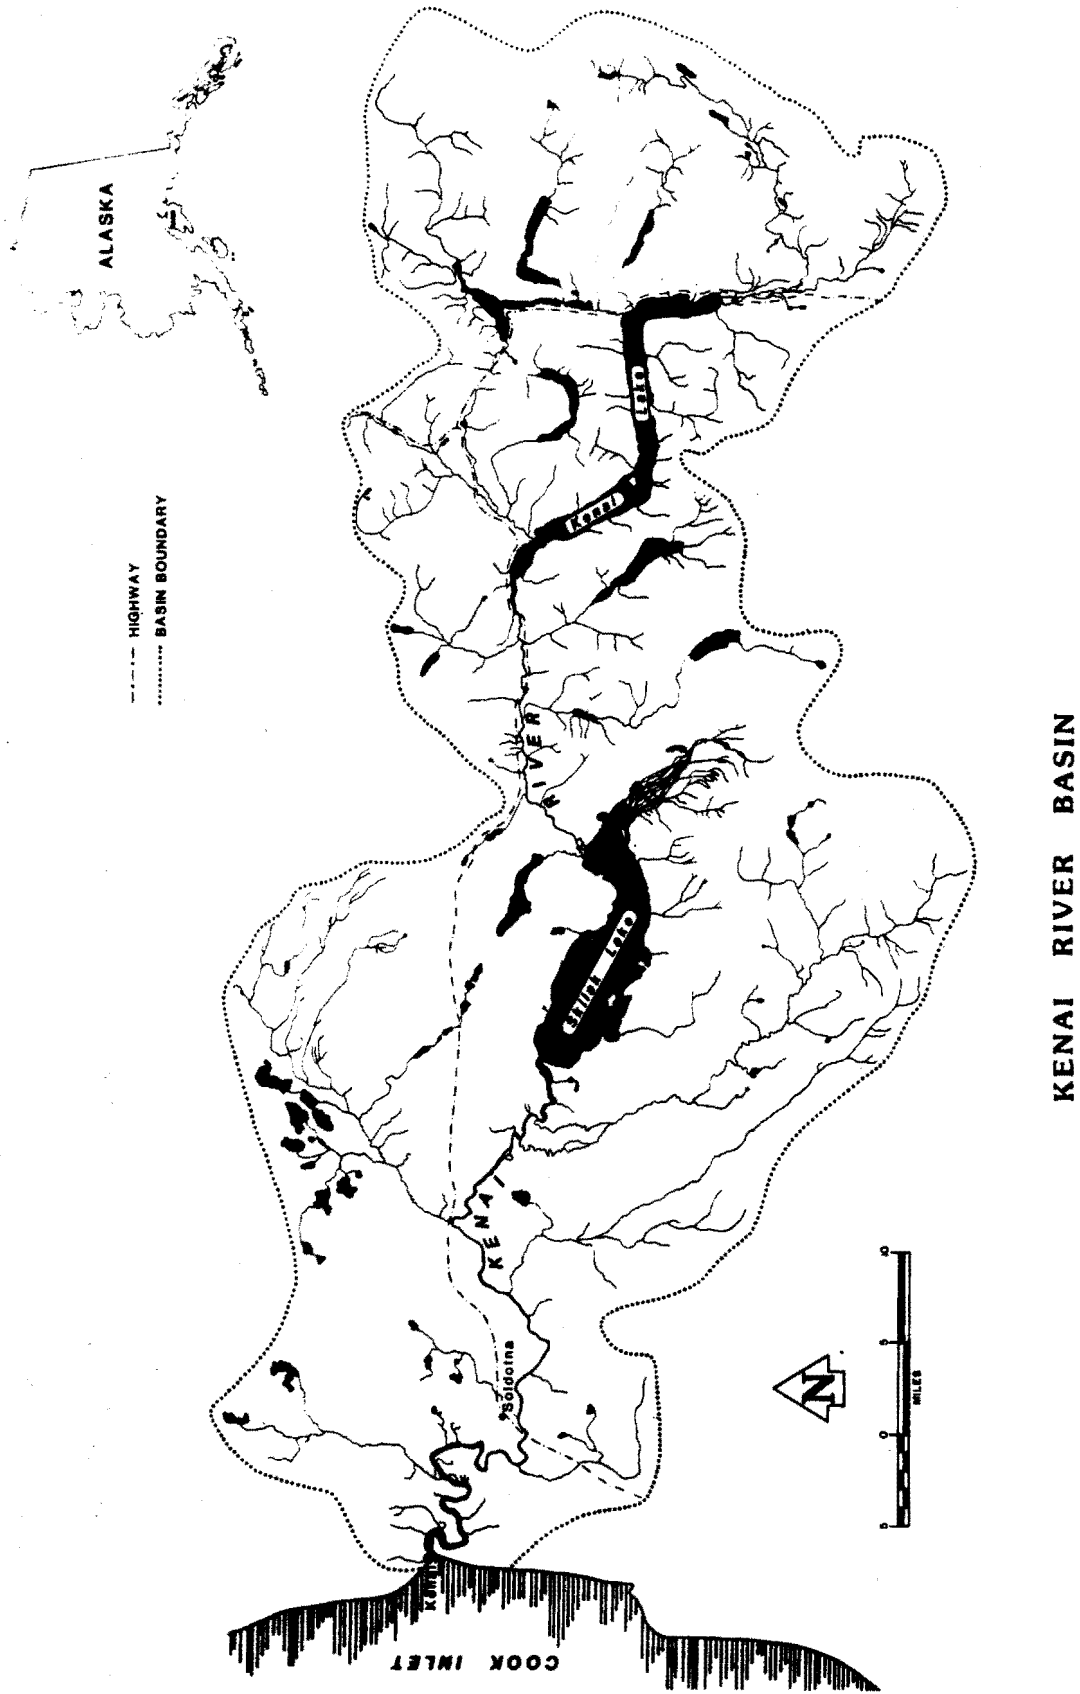 ALASKA
HIGHWAY
BASIN BOUNDARY
Kenai Lake
RIVER
Skilak Lake
KENAI
Soldotna
Kenai
COOK INLET
N
5 0 5 10
MILES
KENAI RIVER BASIN